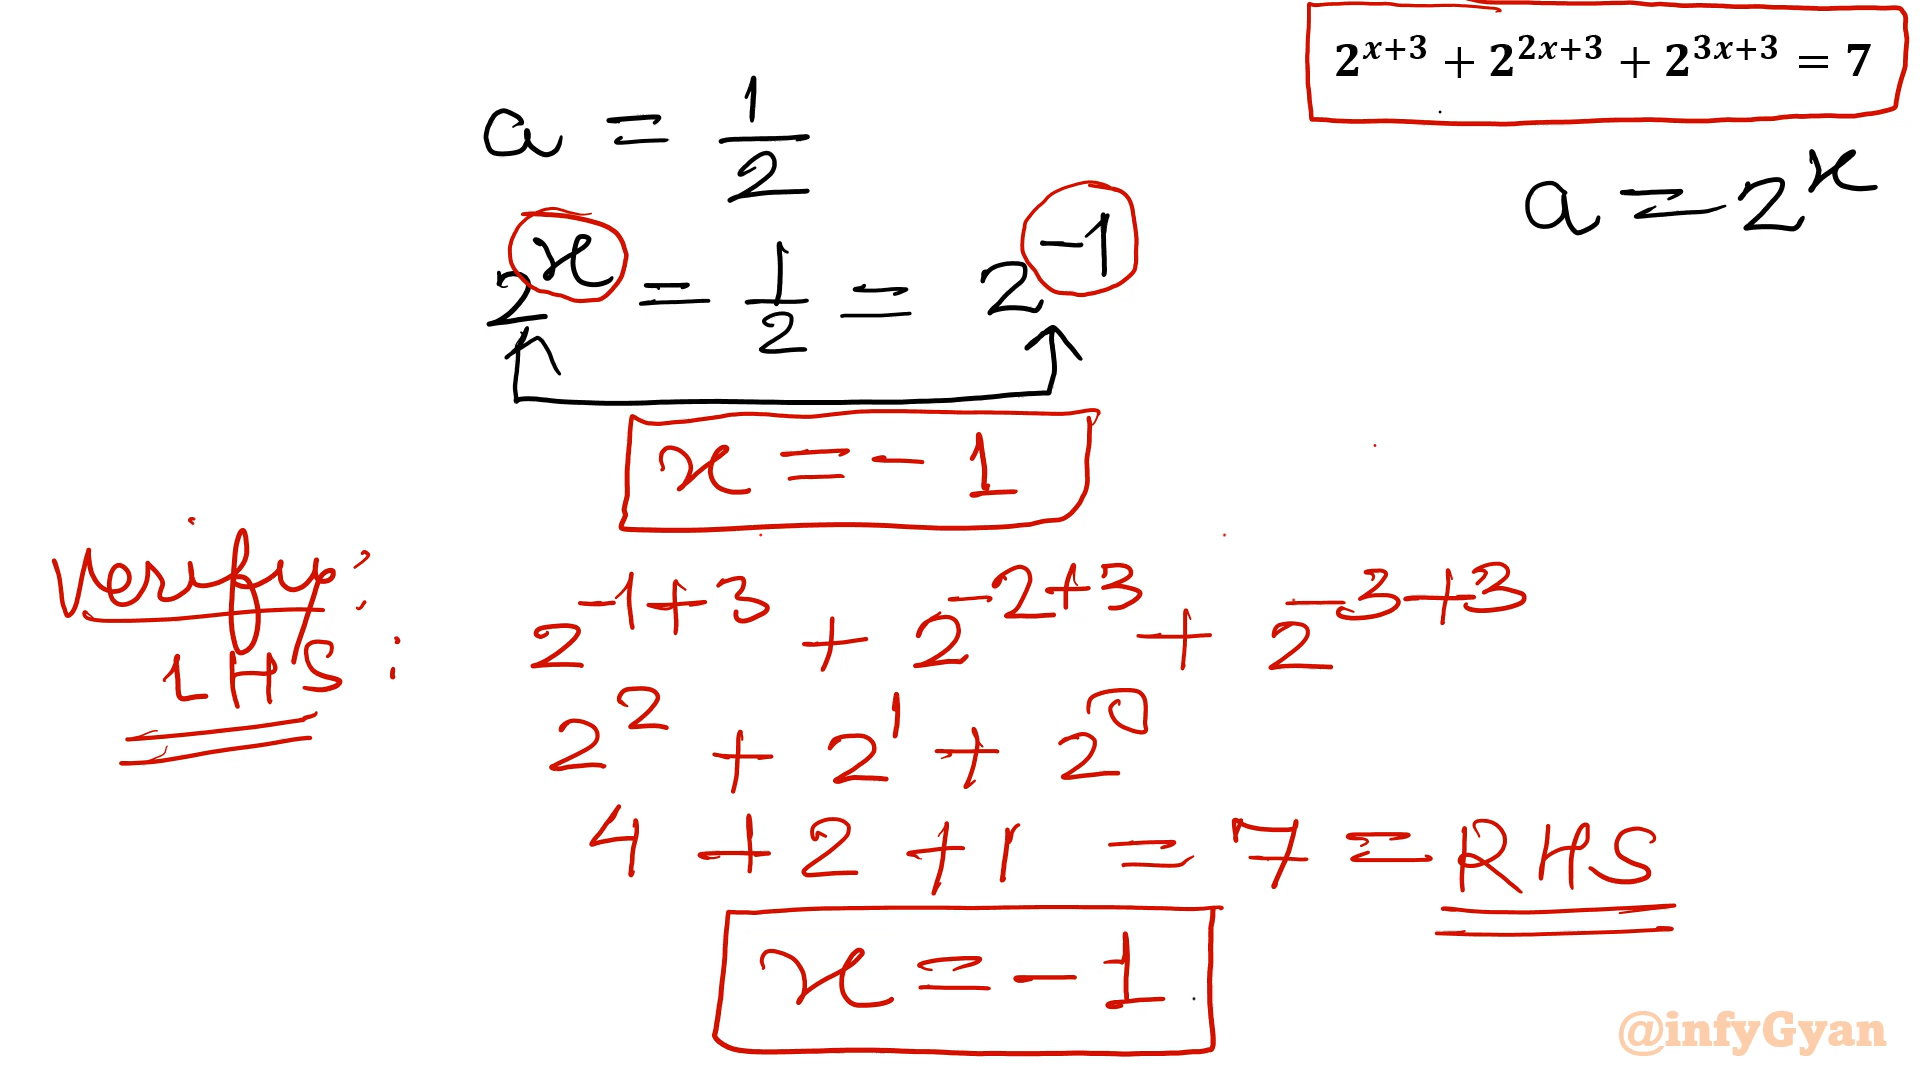 2^{x+3} + 2^{2x+3} + 2^{3x+3} = 7
a = 1/2
a = 2^x
2^x = 1/2 = 2^{-1}
x = - 1
Verify:
LHS: 2^{-1+3} + 2^{-2+3} + 2^{-3+3}
2^2 + 2^1 + 2^0
4 + 2 + 1 = 7 = RHS
x = - 1
@infyGyan